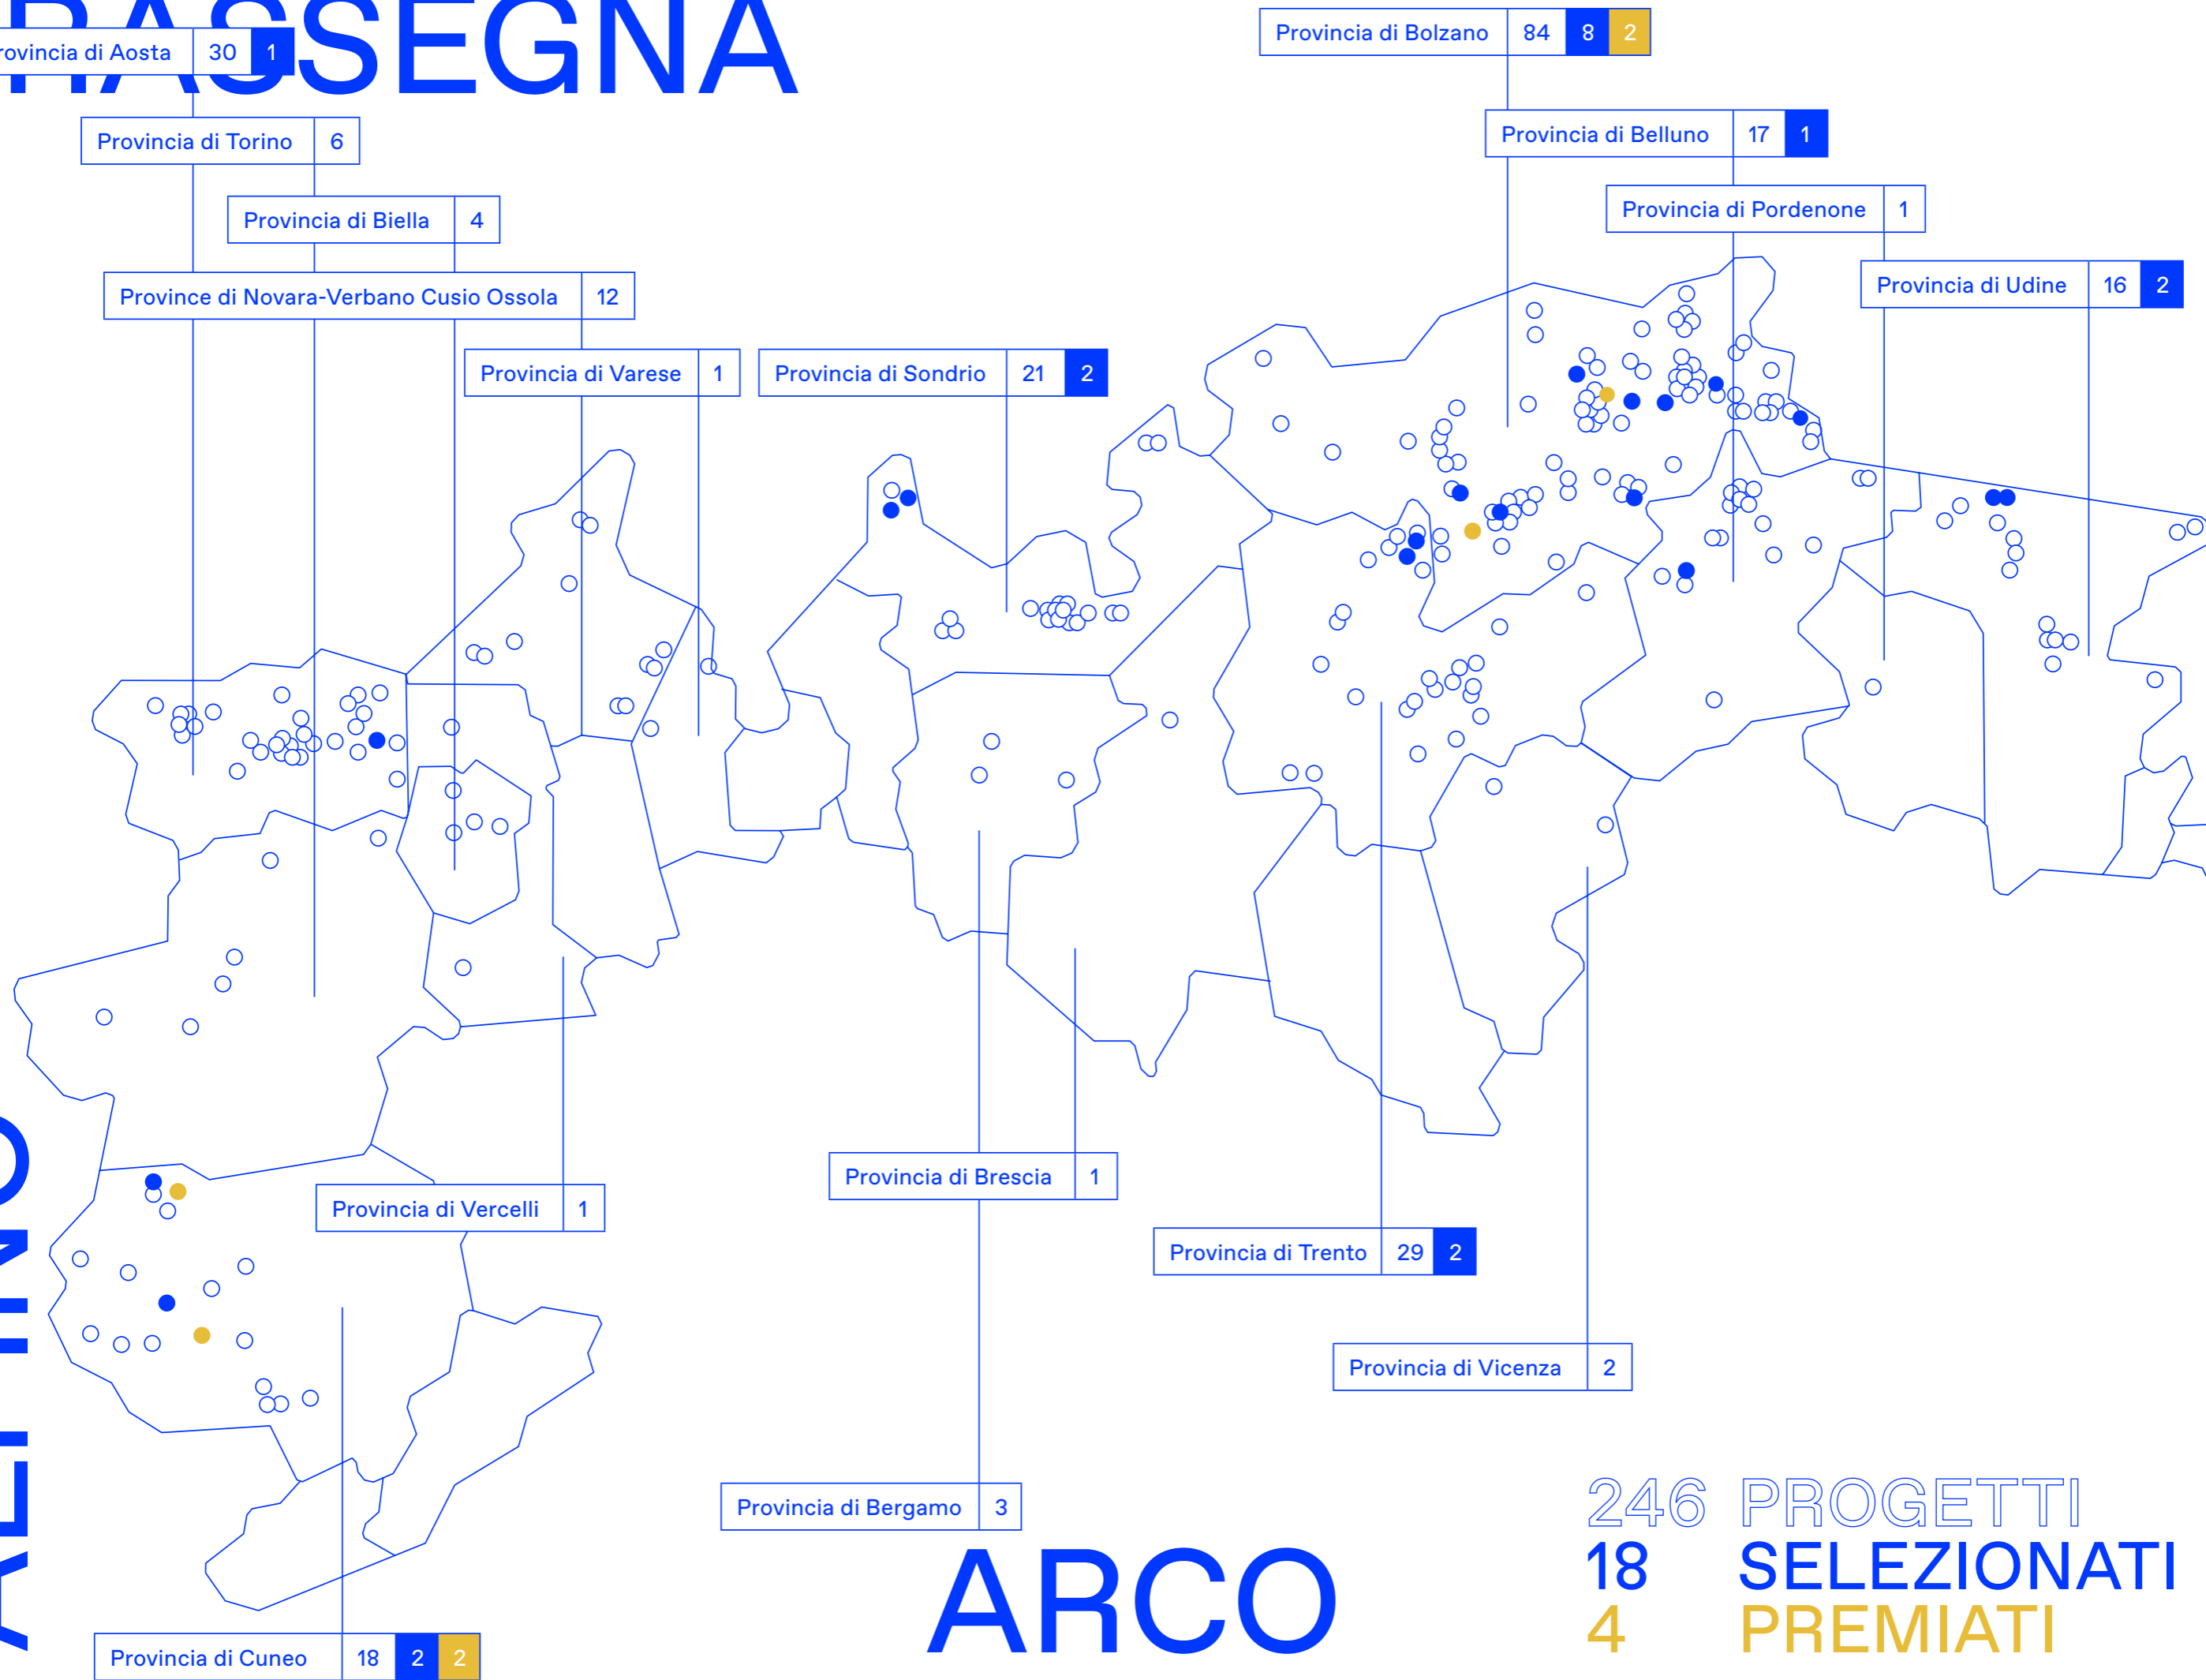 RASSEGNA
rovincia di Aosta 30 1
Provincia di Bolzano 84 8 2
Provincia di Torino 6
Provincia di Belluno 17 1
Provincia di Biella 4
Provincia di Pordenone 1
Province di Novara-Verbano Cusio Ossola 12
Provincia di Udine 16 2
Provincia di Varese 1
Provincia di Sondrio 21 2
Provincia di Brescia 1
Provincia di Vercelli 1
Provincia di Trento 29 2
Provincia di Vicenza 2
Provincia di Bergamo 3
Provincia di Cuneo 18 2 2
ARCO
246 PROGETTI
18 SELEZIONATI
4 PREMIATI